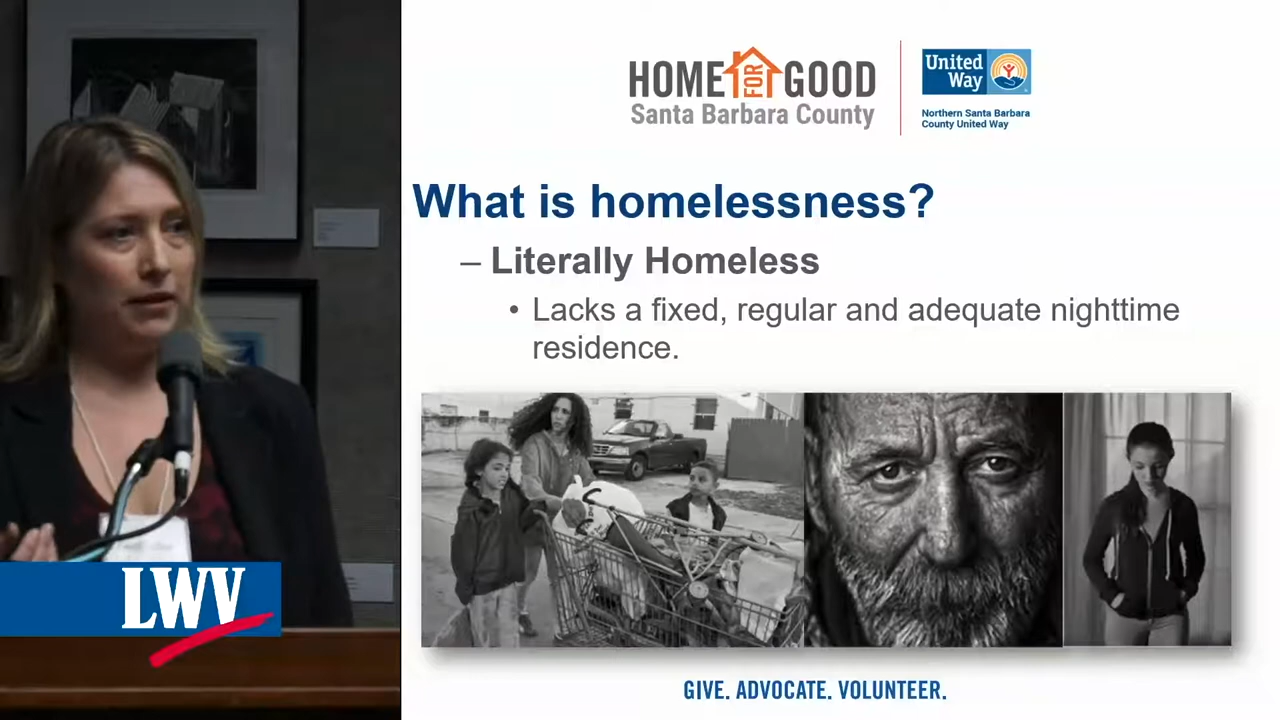 HOME FOR GOOD
Santa Barbara County
United
Way
Northern Santa Barbara
County United Way
What is homelessness?
– Literally Homeless
• Lacks a fixed, regular and adequate nighttime
residence.
LWV
GIVE. ADVOCATE. VOLUNTEER.